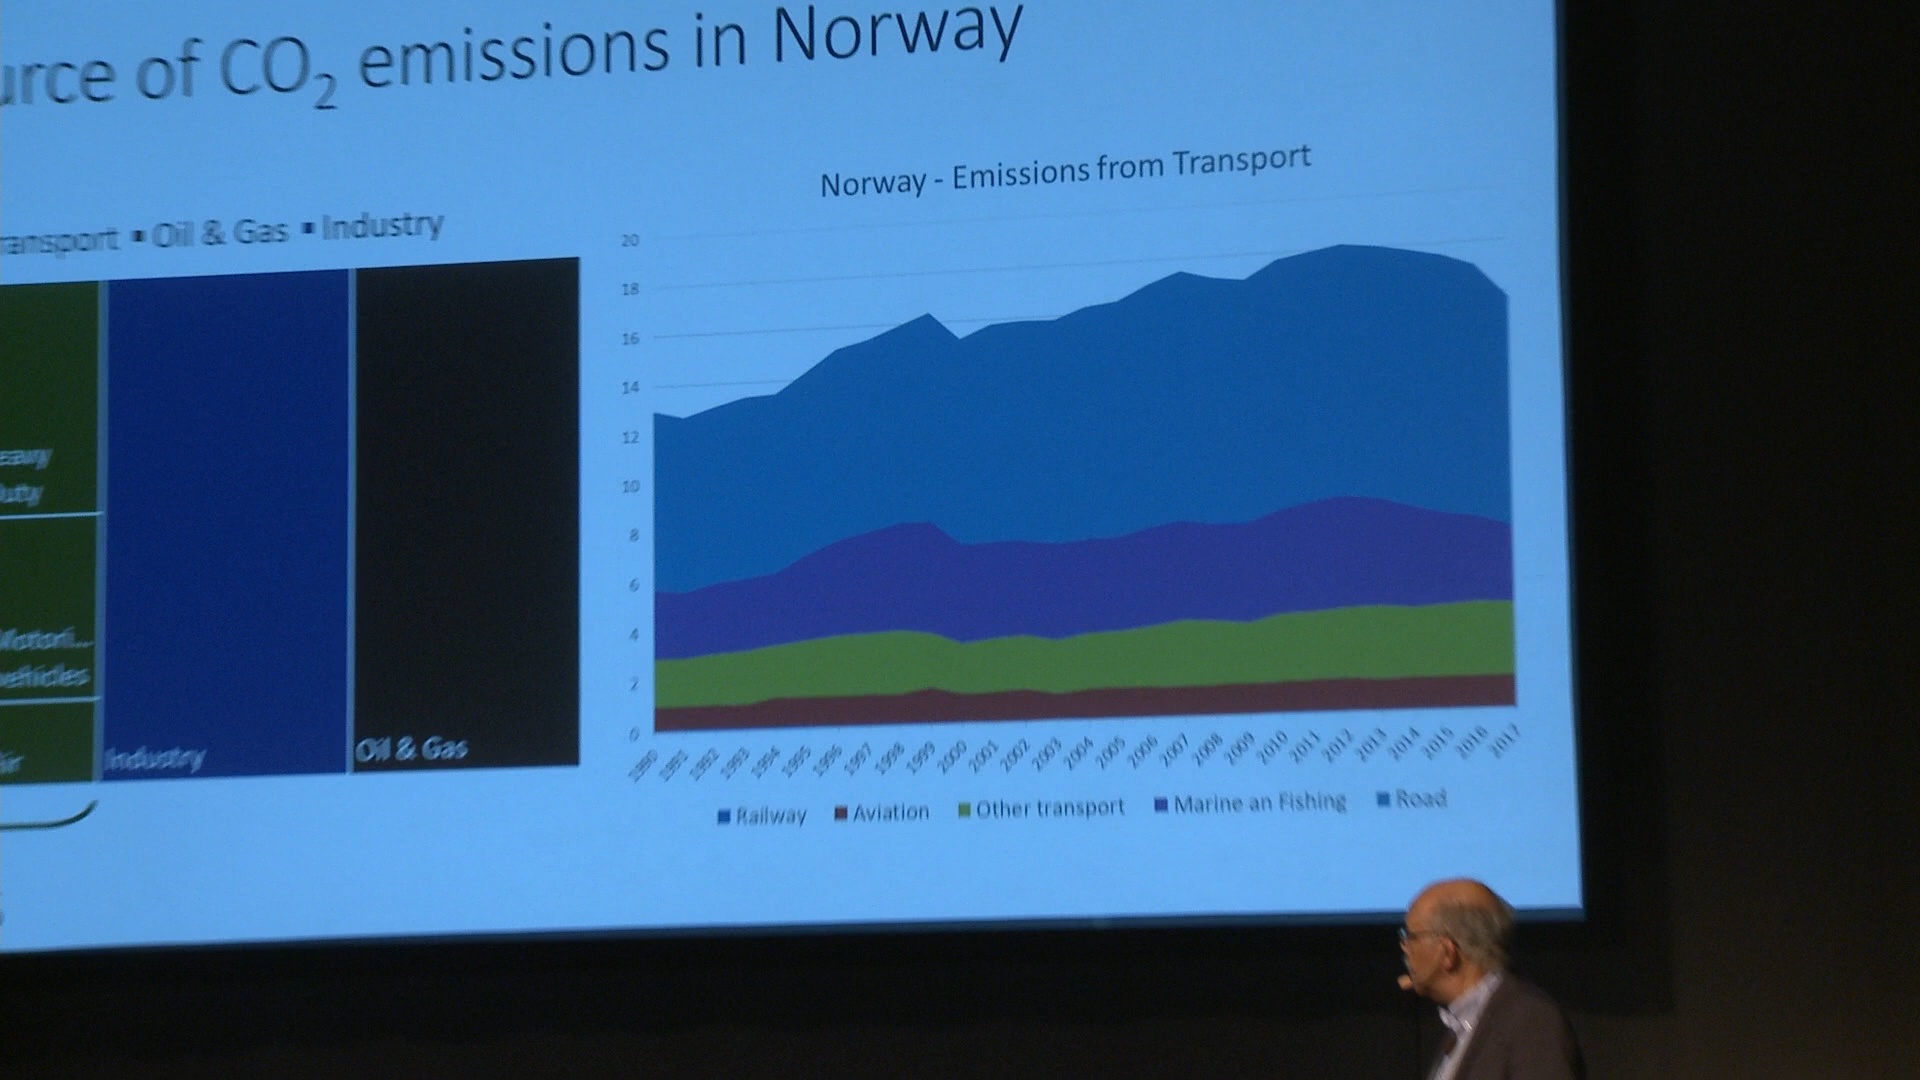 urce of CO2 emissions in Norway
ransport ▪ Oil & Gas ▪ Industry
eavy
Duty
Motori...
vehicles
Air
Industry
Oil & Gas
Norway - Emissions from Transport
20
18
16
14
12
10
8
6
4
2
0
1990 1991 1992 1993 1994 1995 1996 1997 1998 1999 2000 2001 2002 2003 2004 2005 2006 2007 2008 2009 2010 2011 2012 2013 2014 2015 2016 2017
Railway Aviation Other transport Marine an Fishing Road